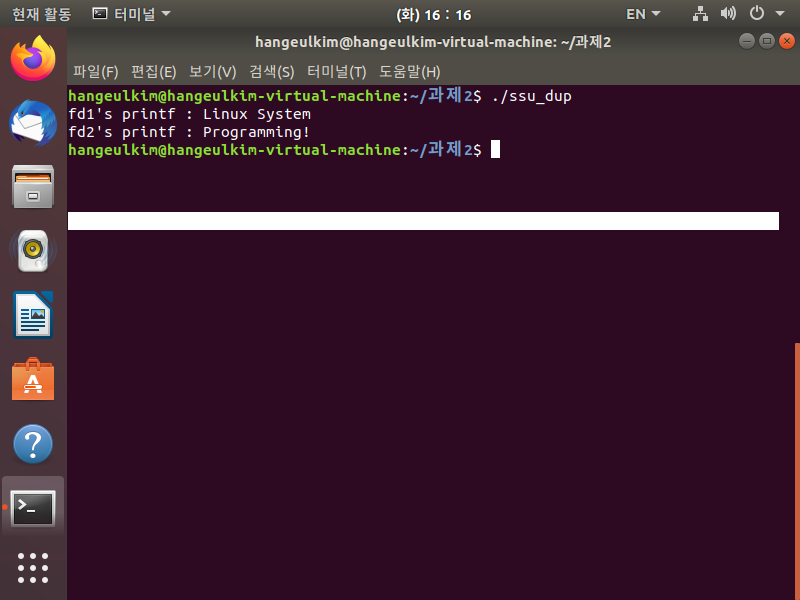 현재 활동 터미널 (화) 16 : 16 EN
hangeulkim@hangeulkim-virtual-machine: ~/과제2
파일(F) 편집(E) 보기(V) 검색(S) 터미널(T) 도움말(H)
hangeulkim@hangeulkim-virtual-machine:~/과제2$ ./ssu_dup
fd1's printf : Linux System
fd2's printf : Programming!
hangeulkim@hangeulkim-virtual-machine:~/과제2$